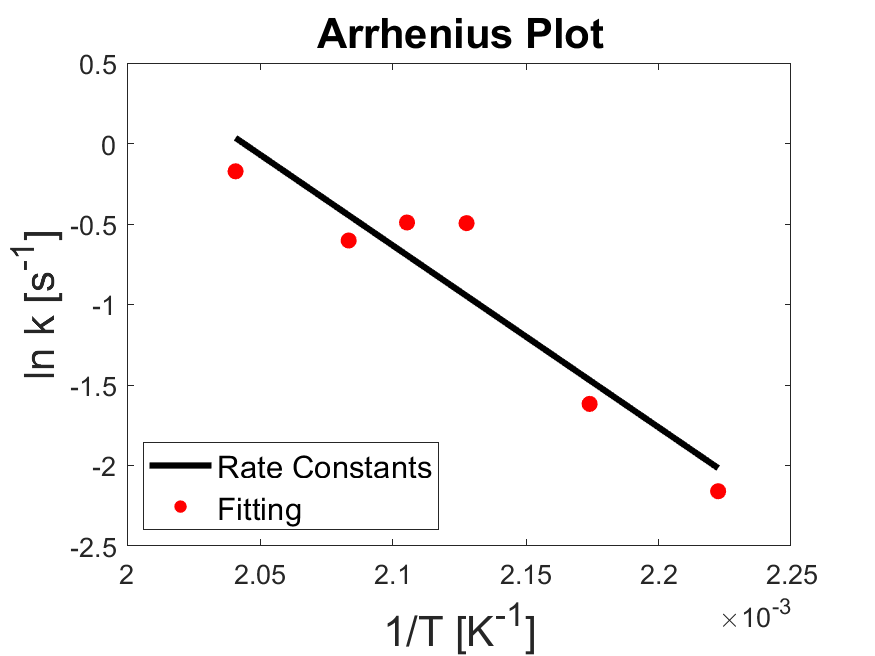 Arrhenius Plot
0.5
0
-0.5
-1
-1.5
-2
-2.5
ln k [s-1]
Rate Constants
Fitting
2 2.05 2.1 2.15 2.2 2.25
×10-3
1/T [K-1]